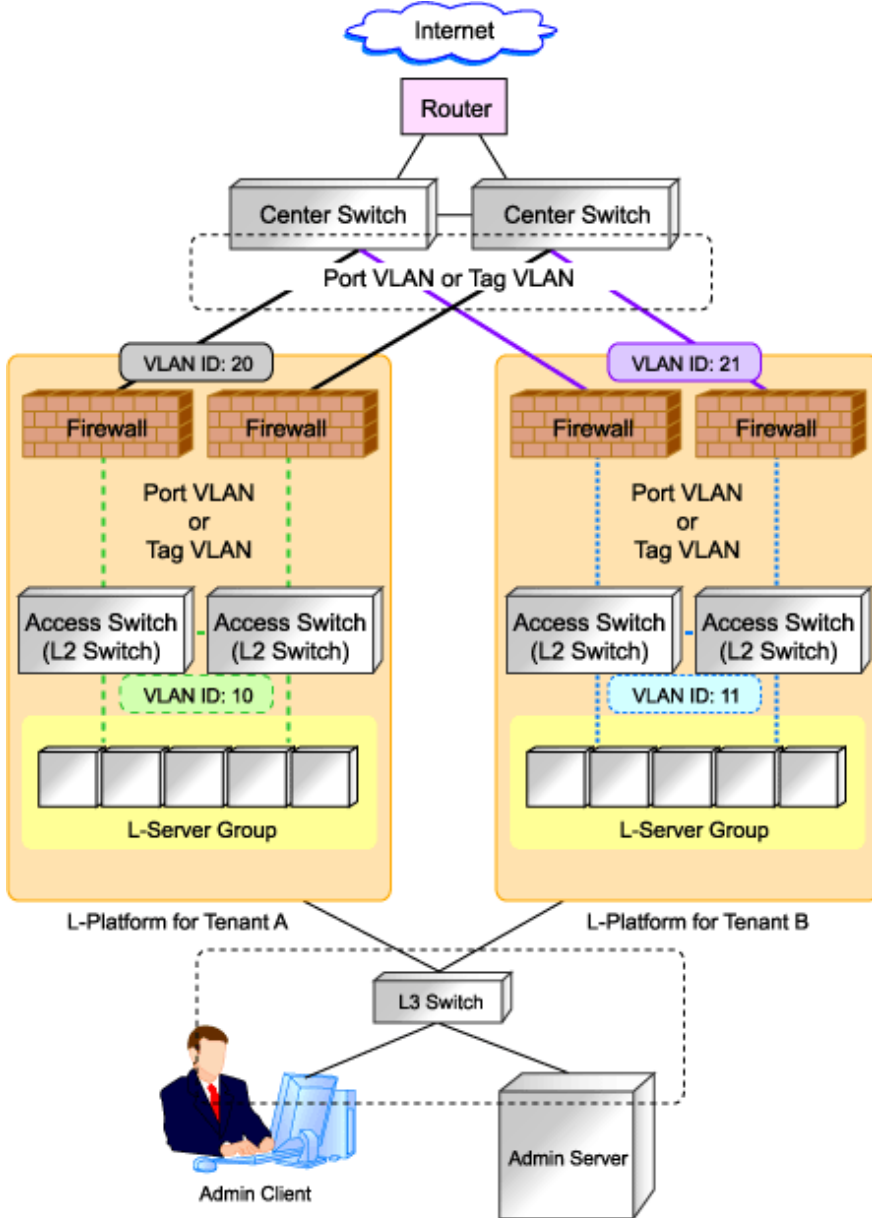 Internet
Router
Center Switch
Center Switch
Port VLAN or Tag VLAN
VLAN ID: 20
VLAN ID: 21
Firewall
Firewall
Firewall
Firewall
Port VLAN
or
Tag VLAN
Port VLAN
or
Tag VLAN
Access Switch
(L2 Switch)
Access Switch
(L2 Switch)
Access Switch
(L2 Switch)
Access Switch
(L2 Switch)
VLAN ID: 10
VLAN ID: 11
L-Server Group
L-Server Group
L-Platform for Tenant A
L-Platform for Tenant B
L3 Switch
Admin Server
Admin Client